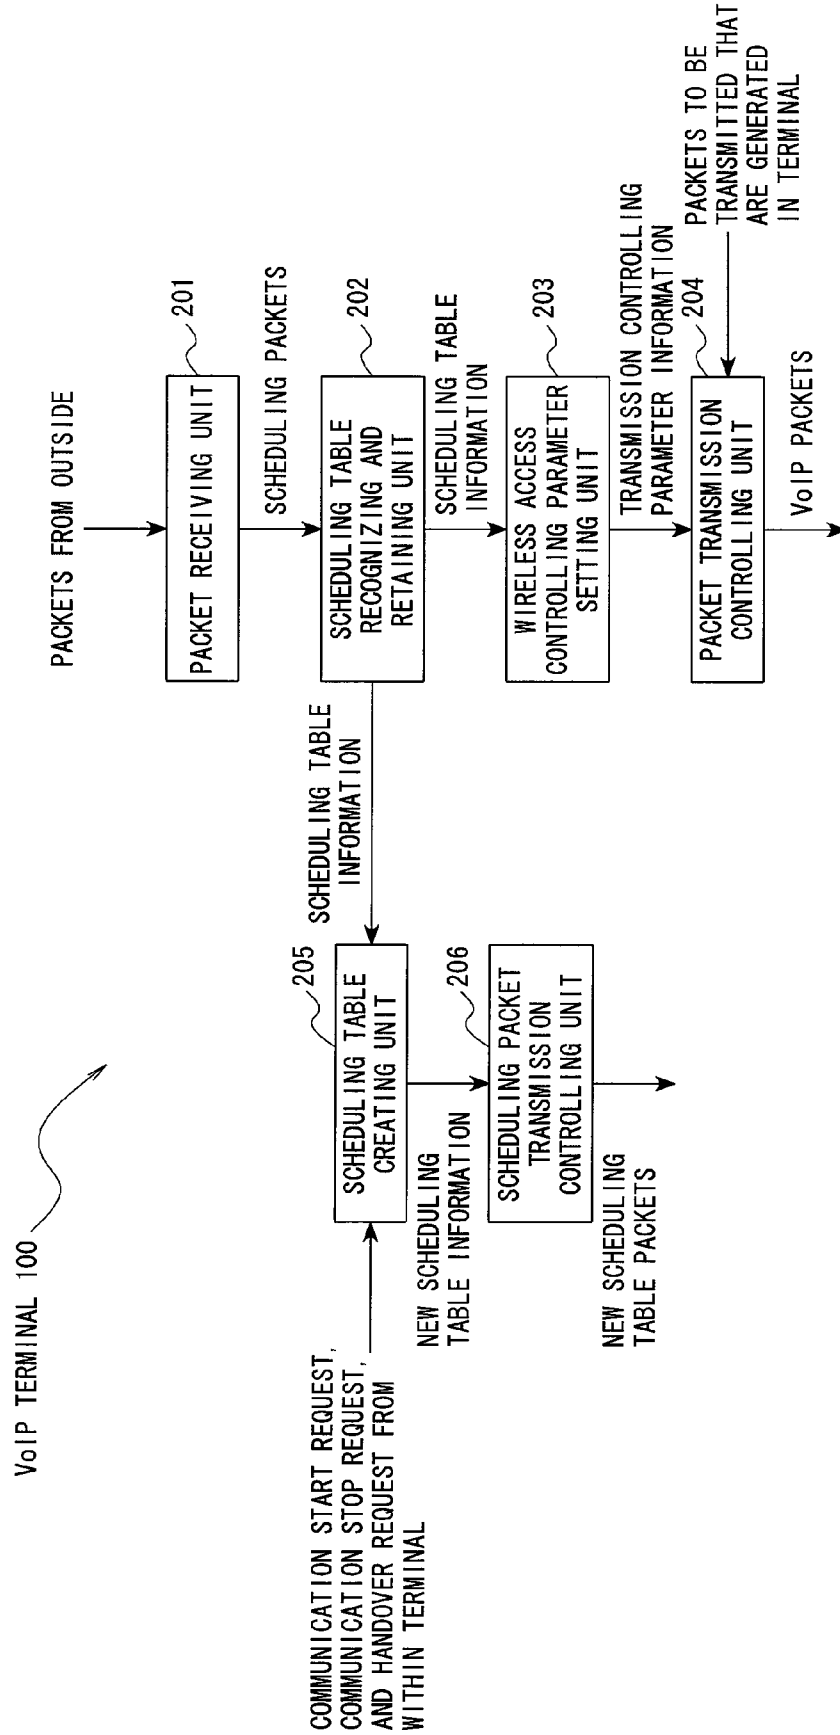 VoIP TERMINAL 100
PACKETS FROM OUTSIDE
201
PACKET RECEIVING UNIT
SCHEDULING PACKETS
202
SCHEDULING TABLE
RECOGNIZING AND
RETAINING UNIT
SCHEDULING TABLE
INFORMATION
203
WIRELESS ACCESS
CONTROLLING PARAMETER
SETTING UNIT
TRANSMISSION CONTROLLING
PARAMETER INFORMATION
204
PACKET TRANSMISSION
CONTROLLING UNIT
PACKETS TO BE
TRANSMITTED THAT
ARE GENERATED
IN TERMINAL
VoIP PACKETS
SCHEDULING TABLE
INFORMATION
205
SCHEDULING TABLE
CREATING UNIT
COMMUNICATION START REQUEST,
COMMUNICATION STOP REQUEST,
AND HANDOVER REQUEST FROM
WITHIN TERMINAL
NEW SCHEDULING
TABLE INFORMATION
206
SCHEDULING PACKET
TRANSMISSION
CONTROLLING UNIT
NEW SCHEDULING
TABLE PACKETS